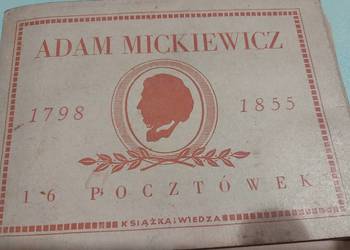 ADAM MICKIEWICZ
1798 1855
16 POCZTÓWEK
KSIĄŻKA i WIEDZA